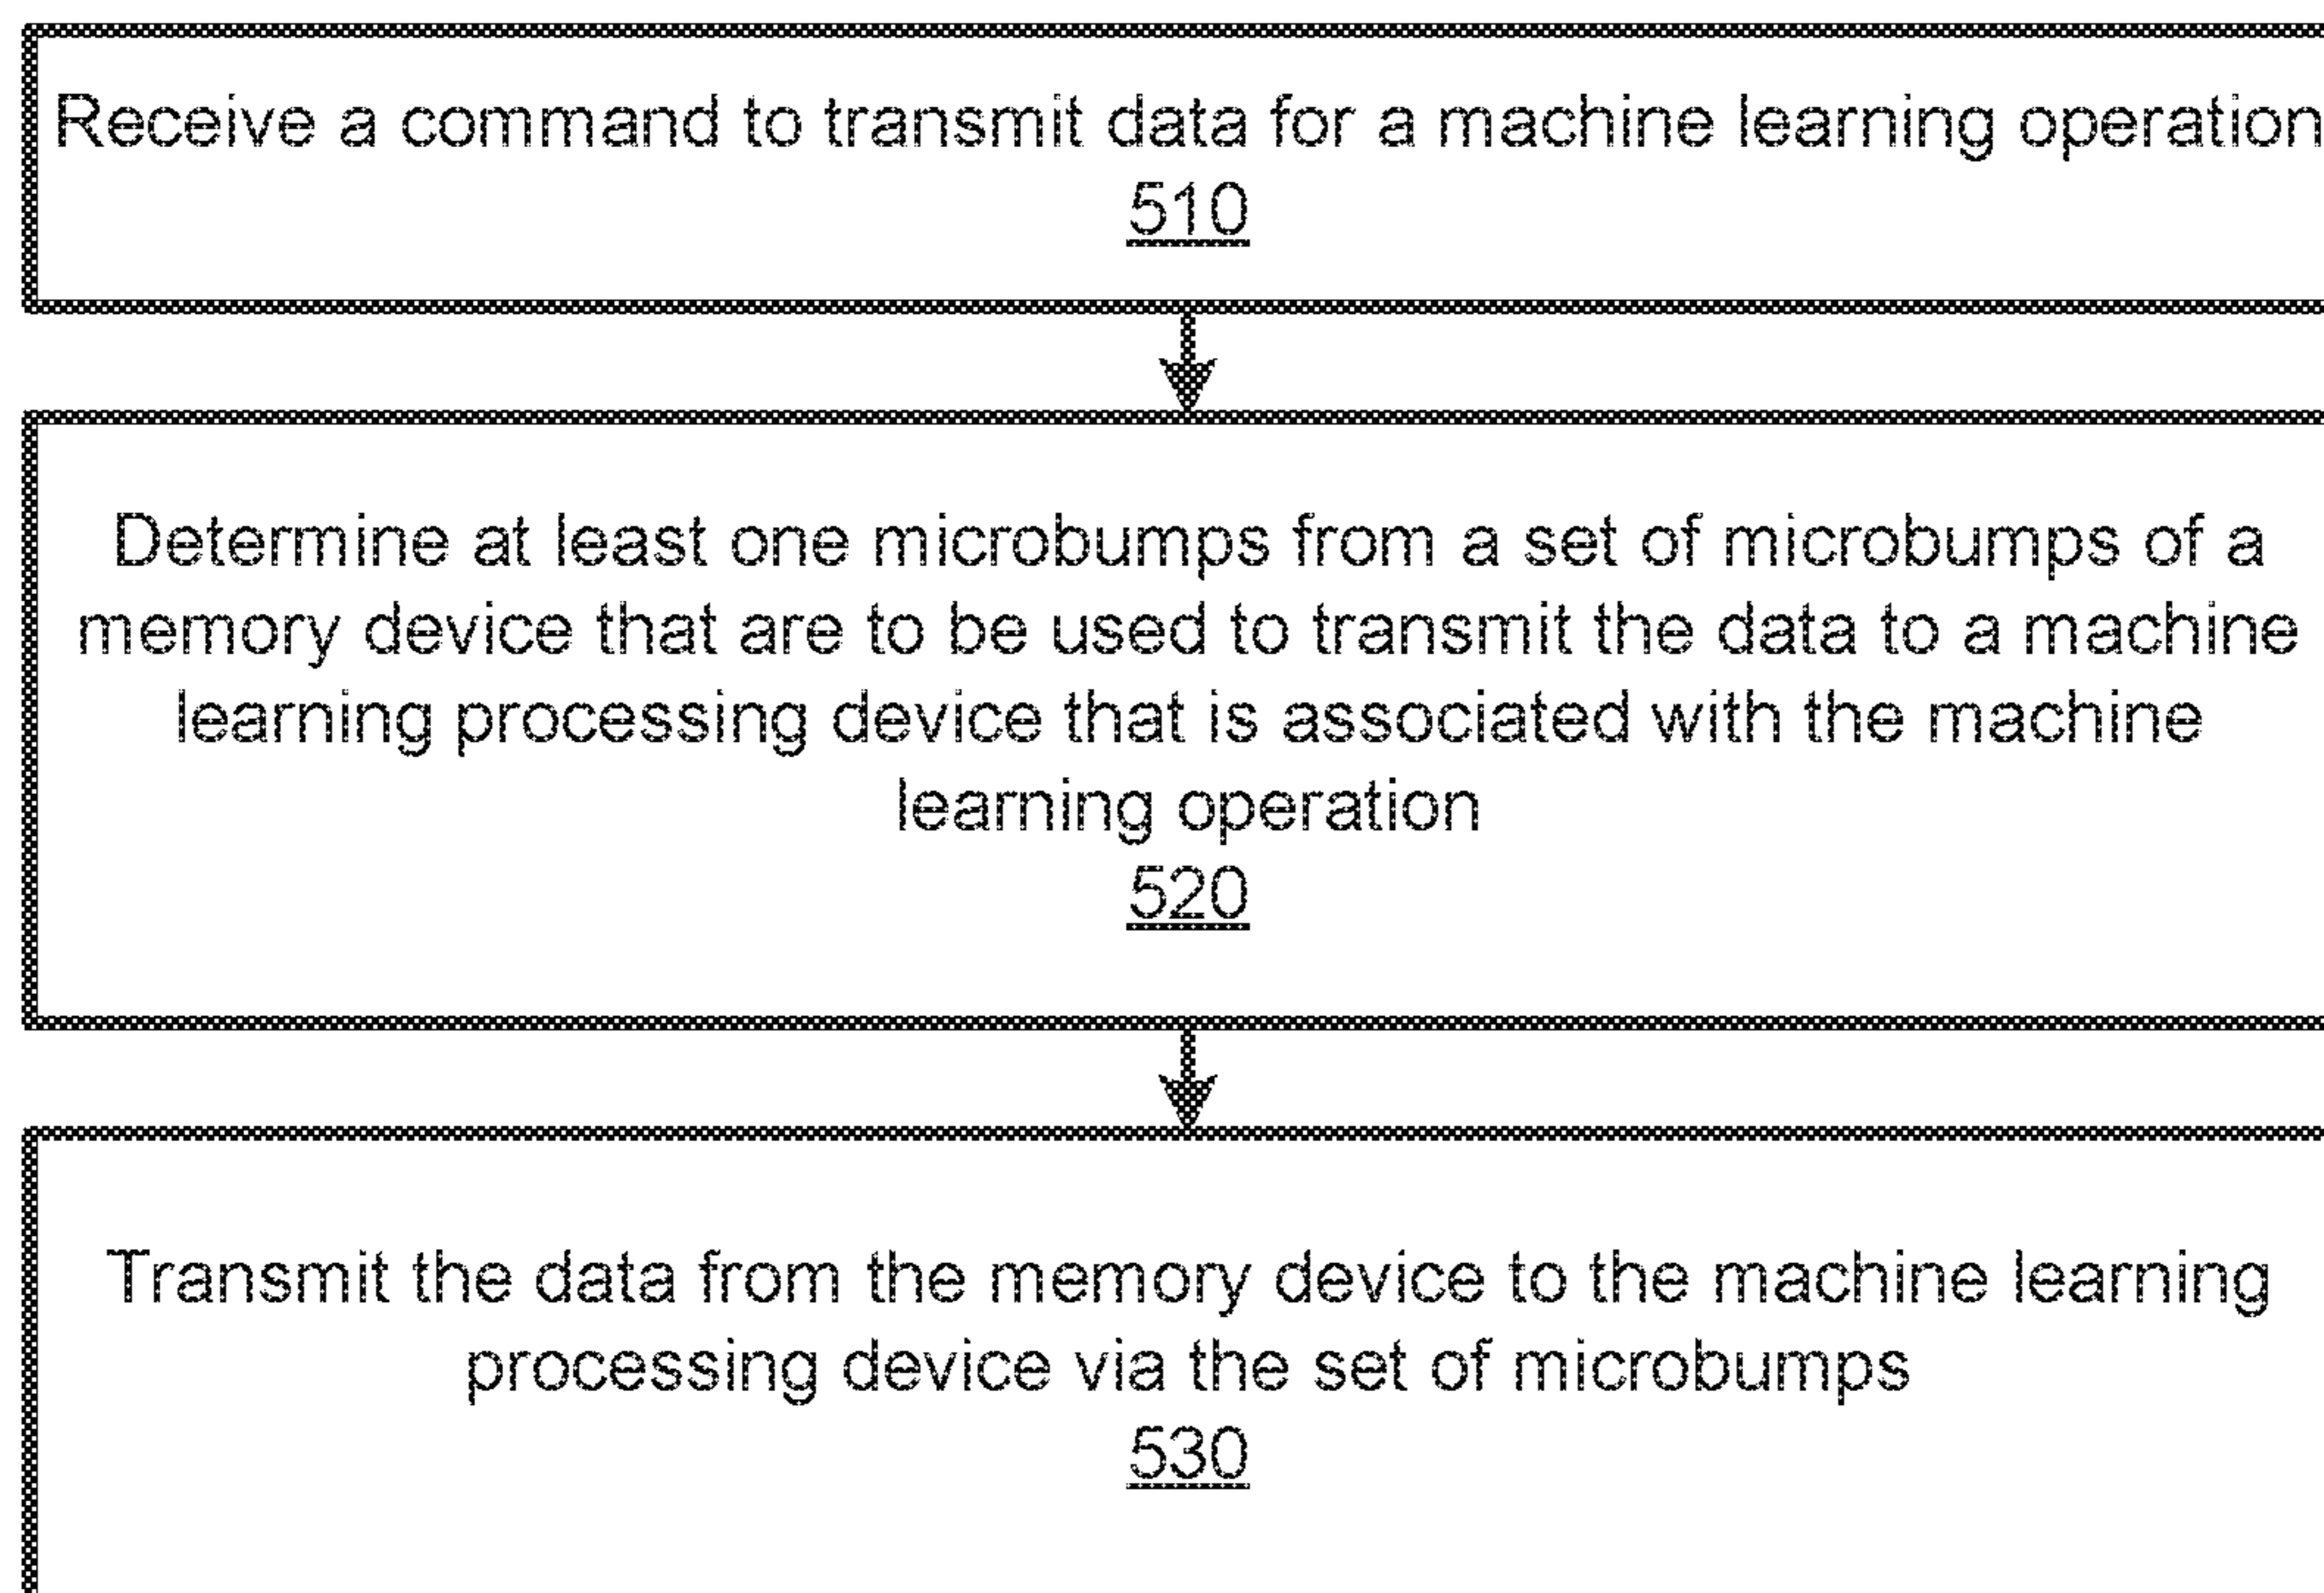 Receive a command to transmit data for a machine learning operation
510
Determine at least one microbumps from a set of microbumps of a
memory device that are to be used to transmit the data to a machine
learning processing device that is associated with the machine
learning operation
520
Transmit the data from the memory device to the machine learning
processing device via the set of microbumps
530